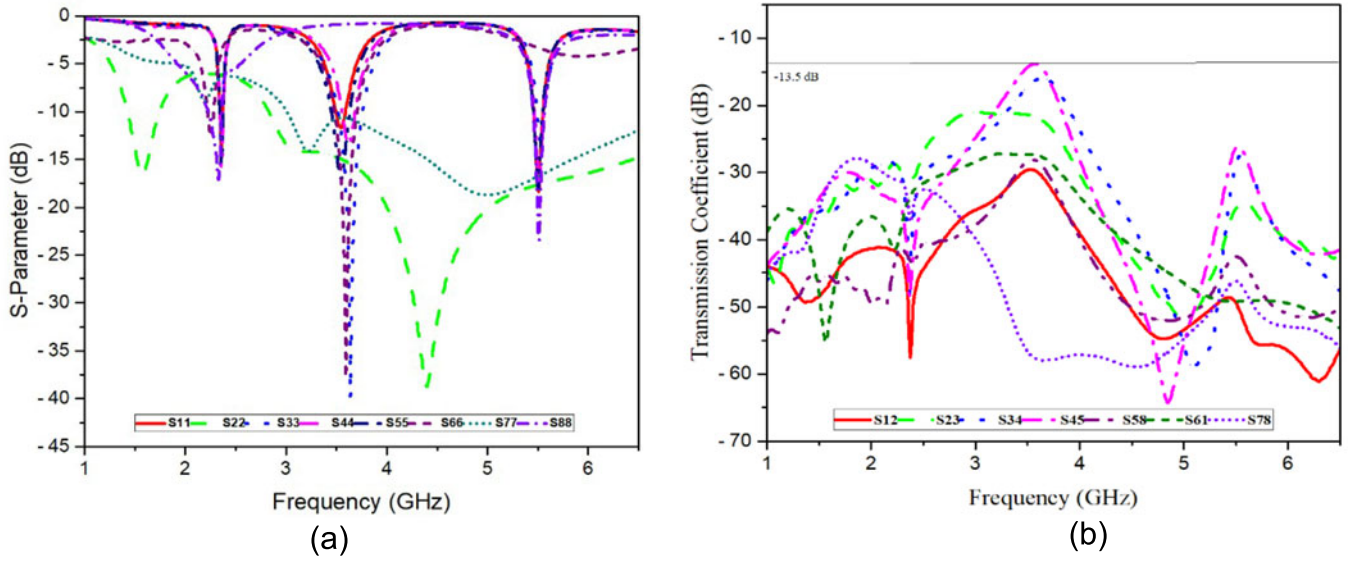 0
- 5
- 10
- 15
- 20
- 25
- 30
- 35
- 40
- 45
S-Parameter (dB)
S11 S22 S33 S44 S55 S66 S77 S88
1 2 3 4 5 6
Frequency (GHz)
(a)
- 10
- 20
- 30
- 40
- 50
- 60
- 70
Transmission Coefficient (dB)
-13.5 dB
S12 S23 S34 S45 S58 S61 S78
1 2 3 4 5 6
Frequency (GHz)
(b)